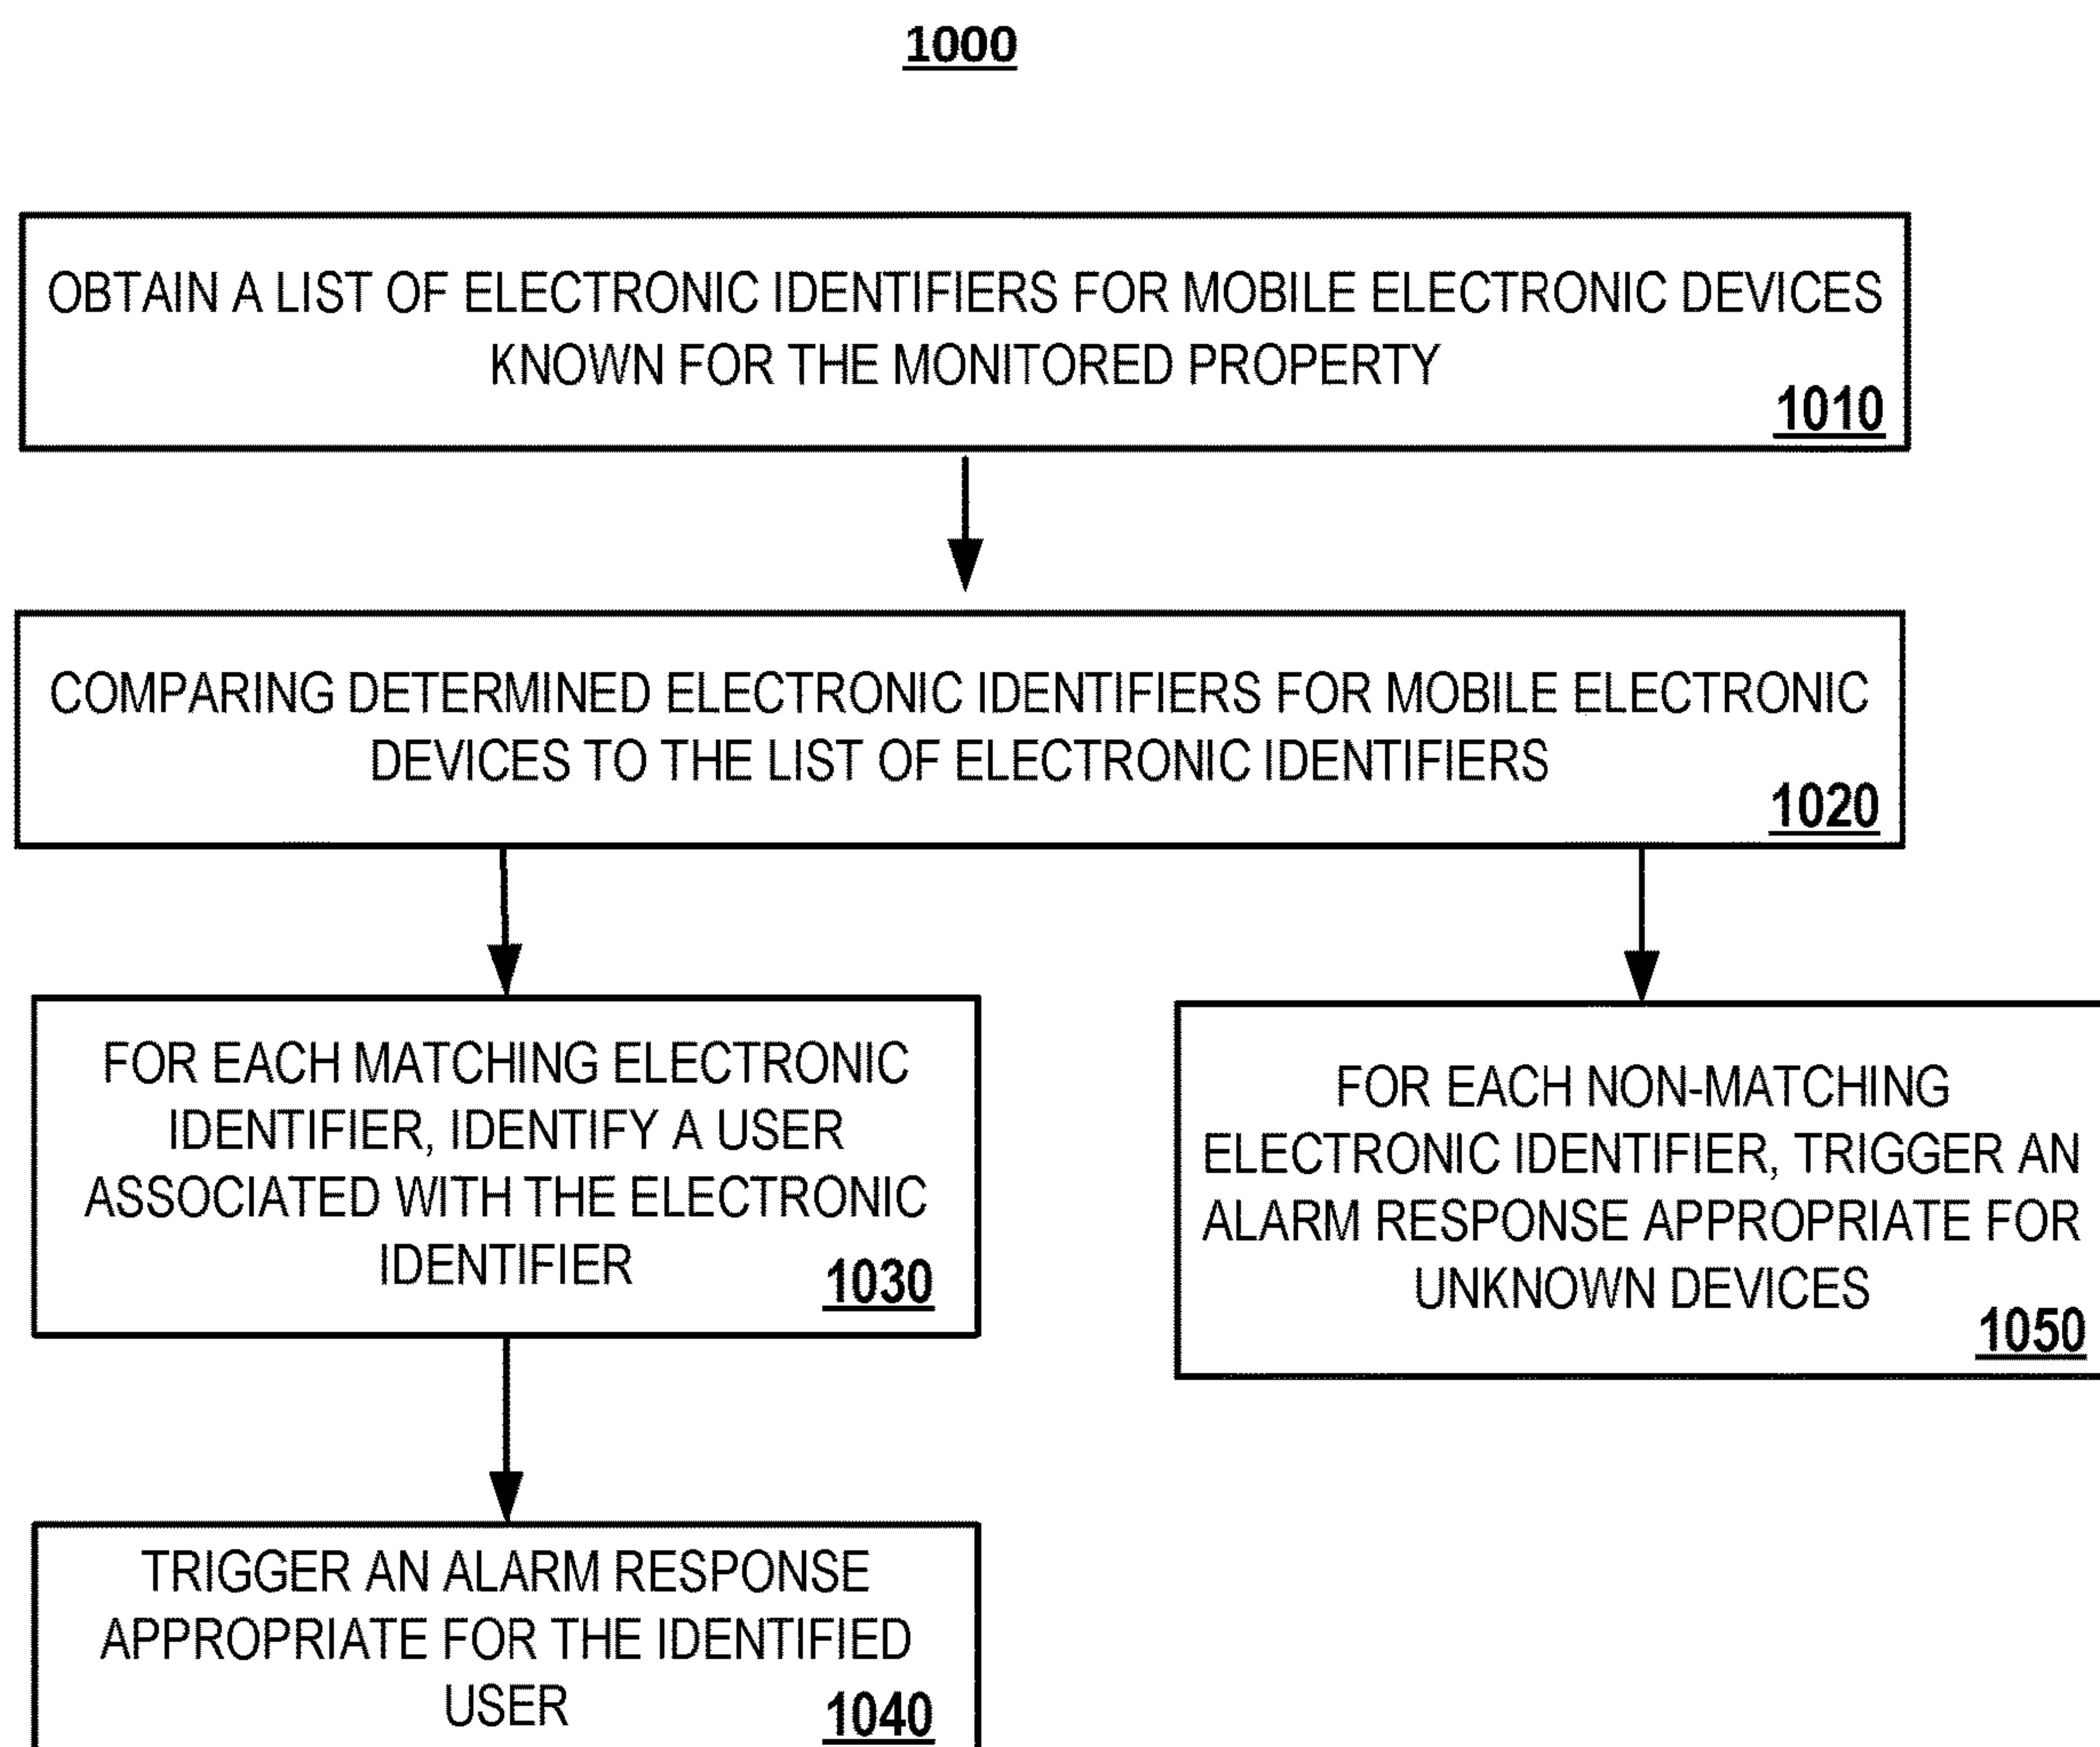 1000
OBTAIN A LIST OF ELECTRONIC IDENTIFIERS FOR MOBILE ELECTRONIC DEVICES
KNOWN FOR THE MONITORED PROPERTY
1010
COMPARING DETERMINED ELECTRONIC IDENTIFIERS FOR MOBILE ELECTRONIC
DEVICES TO THE LIST OF ELECTRONIC IDENTIFIERS
1020
FOR EACH MATCHING ELECTRONIC
IDENTIFIER, IDENTIFY A USER
ASSOCIATED WITH THE ELECTRONIC
IDENTIFIER
1030
FOR EACH NON-MATCHING
ELECTRONIC IDENTIFIER, TRIGGER AN
ALARM RESPONSE APPROPRIATE FOR
UNKNOWN DEVICES
1050
TRIGGER AN ALARM RESPONSE
APPROPRIATE FOR THE IDENTIFIED
USER
1040